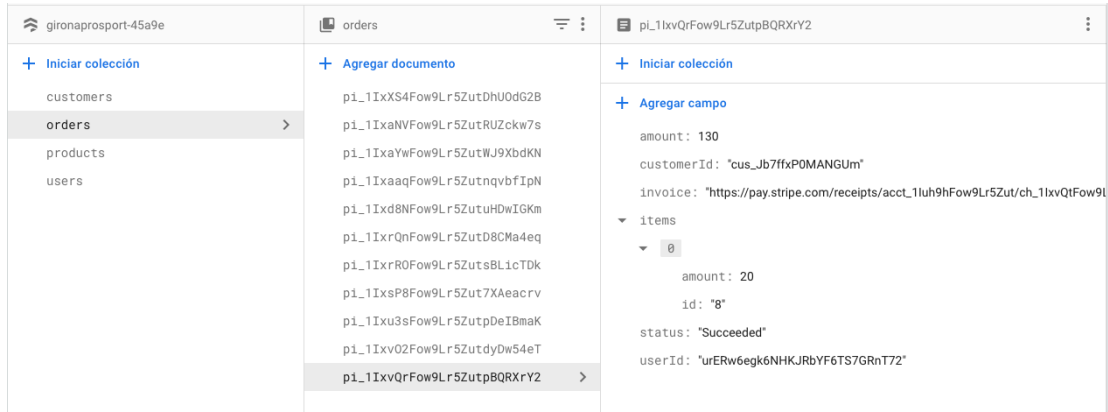 gironaprosport-45a9e
Iniciar colección
customers
orders
products
users
orders
Agregar documento
pi_1IxXS4Fow9Lr5ZutDhUOdG2B
pi_1IxaNVFow9Lr5ZutRUZckw7s
pi_1IxaYwFow9Lr5ZutWJ9XbdKN
pi_1IxaaqFow9Lr5ZutnqvbfIpN
pi_1Ixd8NFow9Lr5ZutuHDwIGKm
pi_1IxrQnFow9Lr5ZutD8CMa4eq
pi_1IxrROFow9Lr5ZutsBLicTDk
pi_1IxsP8Fow9Lr5Zut7XAeacrv
pi_1Ixu3sFow9Lr5ZutpDeIBmaK
pi_1IxvO2Fow9Lr5ZutdyDw54eT
pi_1IxvQrFow9Lr5ZutpBQRXrY2
pi_1IxvQrFow9Lr5ZutpBQRXrY2
Iniciar colección
Agregar campo
amount: 130
customerId: "cus_Jb7ffxP0MANGUm"
invoice: "https://pay.stripe.com/receipts/acct_1Iuh9hFow9Lr5Zut/ch_1IxvQtFow9L
items
0
amount: 20
id: "8"
status: "Succeeded"
userId: "urERw6egk6NHKJRbYF6TS7GRnT72"